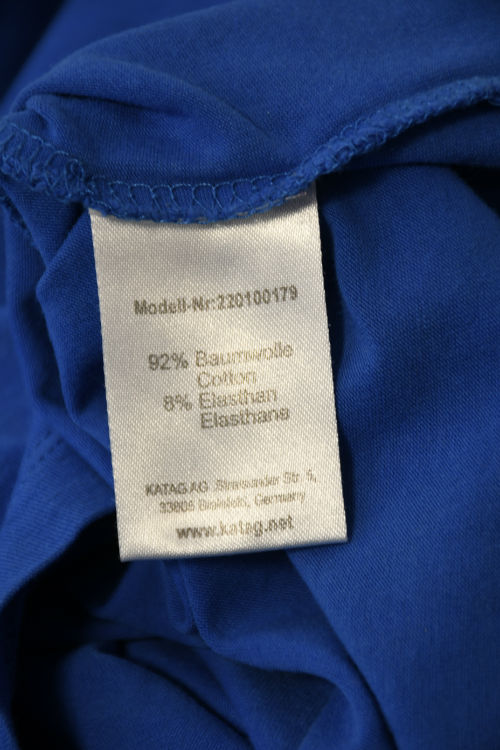 Modell-Nr:220100179
92% Baumwolle
Cotton
8% Elasthan
Elasthane
KATAG AG .Stralsunder Str. 5,
33605 Bielefeld, Germany
www.katag.net